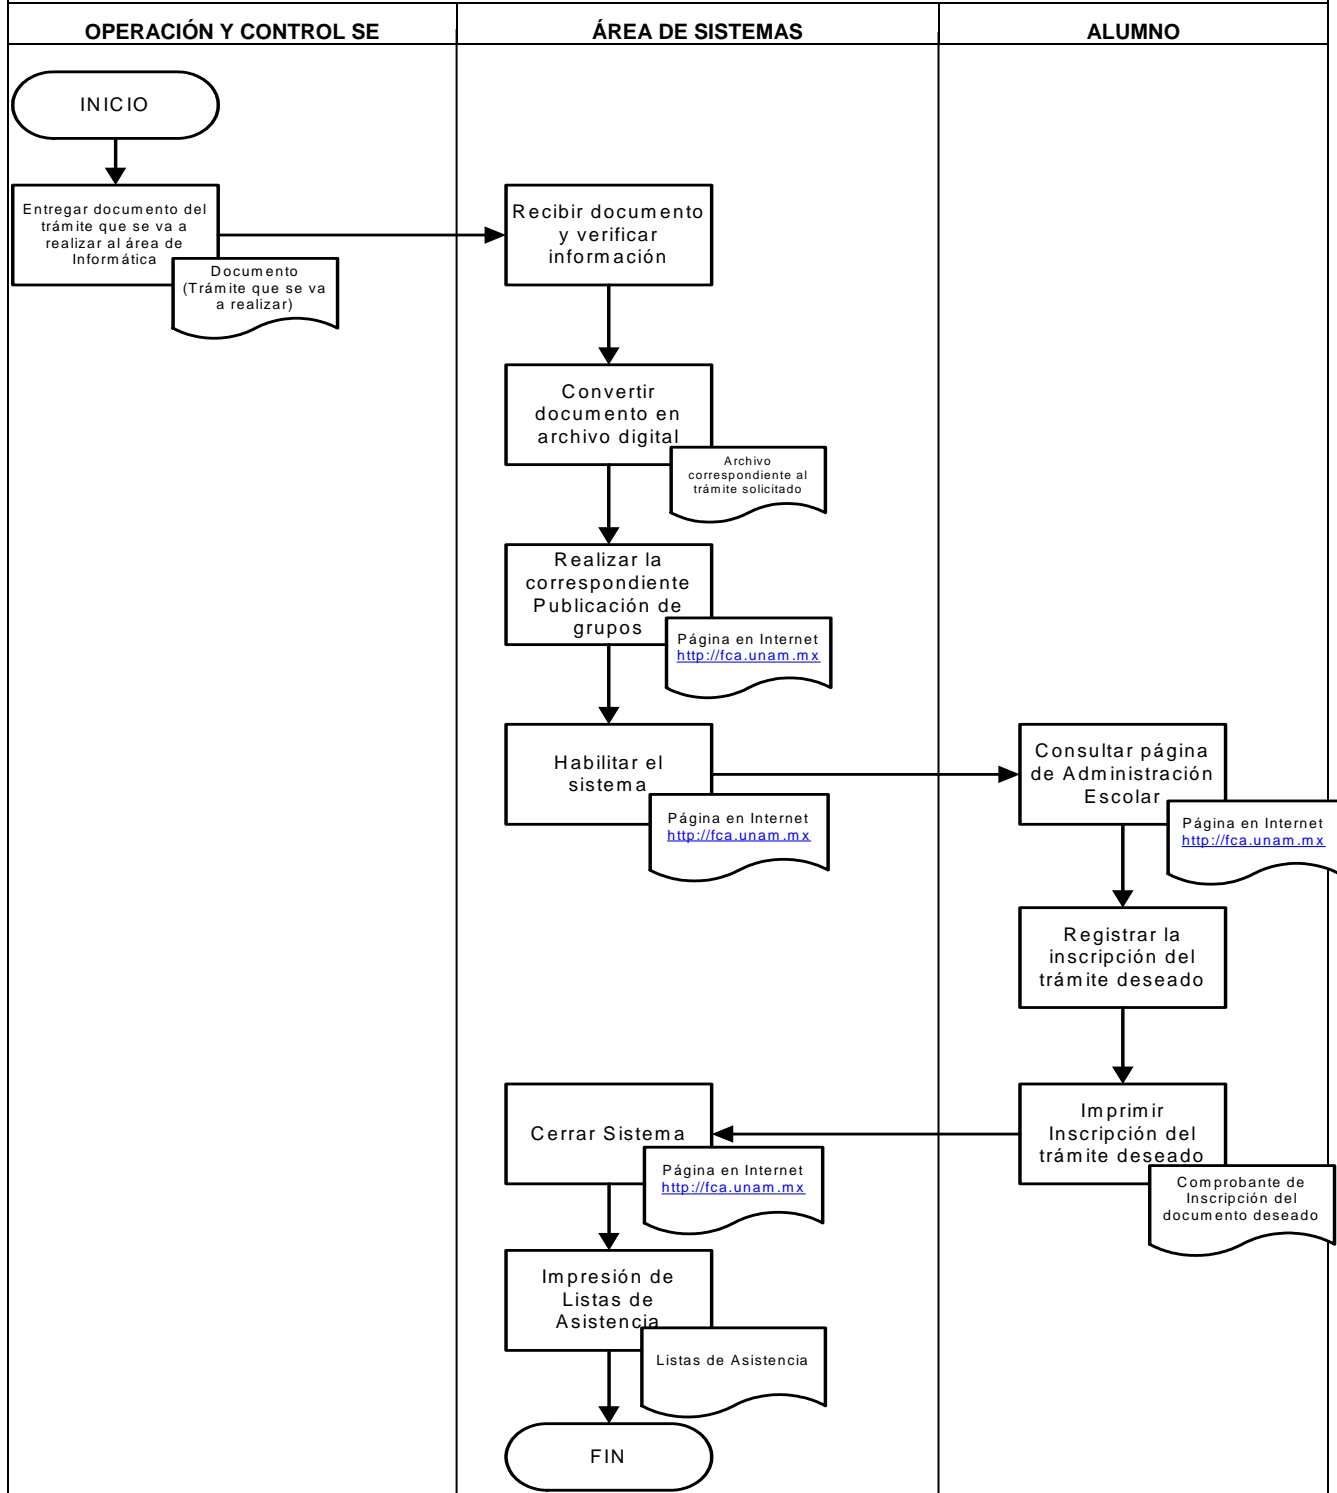 OPERACIÓN Y CONTROL SE
ÁREA DE SISTEMAS
ALUMNO
INICIO
Entregar documento del
trámite que se va a
realizar al área de
Informática
Documento
(Trámite que se va
a realizar)
Recibir documento
y verificar
información
Convertir
documento en
archivo digital
Archivo
correspondiente al
trámite solicitado
Realizar la
correspondiente
Publicación de
grupos
Página en Internet
http://fca.unam.mx
Habilitar el
sistema
Página en Internet
http://fca.unam.mx
Consultar página
de Administración
Escolar
Página en Internet
http://fca.unam.mx
Registrar la
inscripción del
trámite deseado
Imprimir
Inscripción del
trámite deseado
Comprobante de
Inscripción del
documento deseado
Cerrar Sistema
Página en Internet
http://fca.unam.mx
Impresión de
Listas de
Asistencia
Listas de Asistencia
FIN